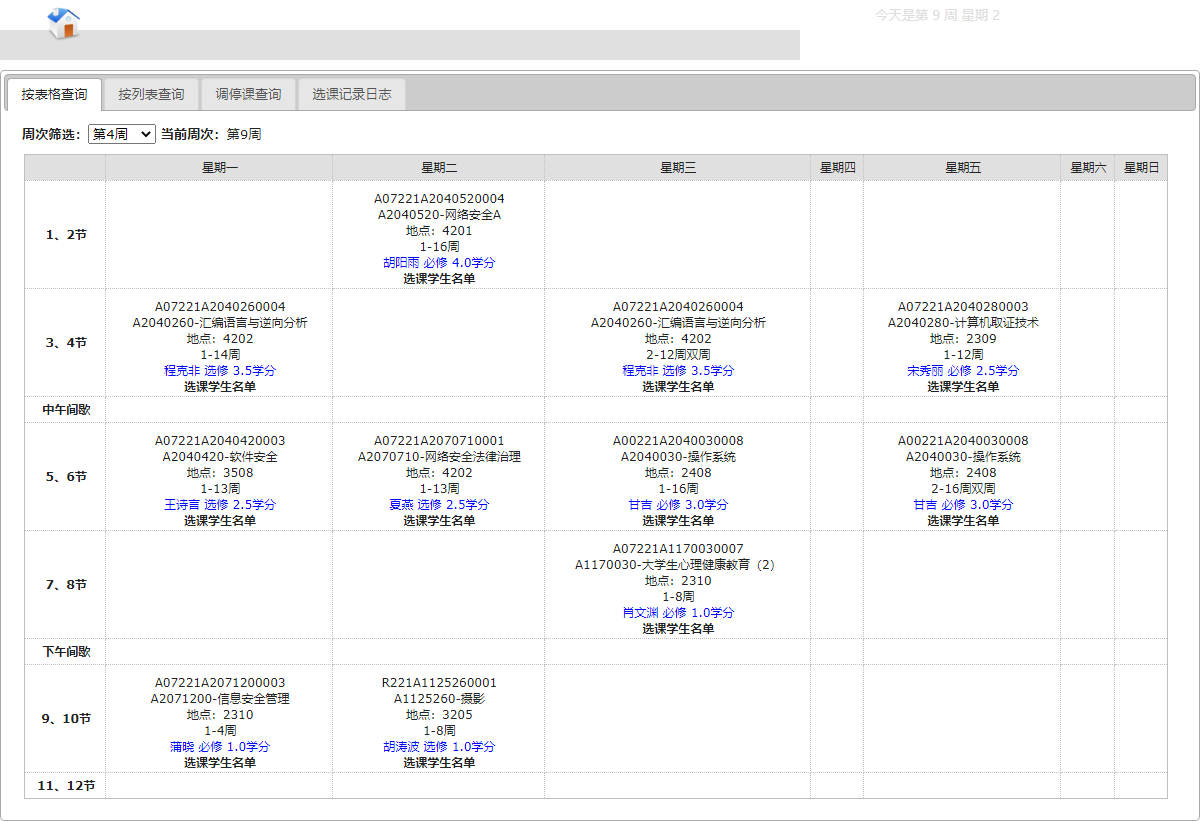 今天是第 9 周 星期 2
按表格查询 按列表查询 调停课查询 选课记录日志
周次筛选： 第4周 当前周次： 第9周
星期一 星期二 星期三 星期四 星期五 星期六 星期日
1、2节
A07221A2040520004
A2040520-网络安全A
地点：4201
1-16周
胡阳雨 必修 4.0学分
选课学生名单
3、4节
A07221A2040260004
A2040260-汇编语言与逆向分析
地点：4202
1-14周
程克非 选修 3.5学分
选课学生名单
A07221A2040260004
A2040260-汇编语言与逆向分析
地点：4202
2-12周双周
程克非 选修 3.5学分
选课学生名单
A07221A2040280003
A2040280-计算机取证技术
地点：2309
1-12周
宋秀丽 必修 2.5学分
选课学生名单
中午间歇
5、6节
A07221A2040420003
A2040420-软件安全
地点：3508
1-13周
王诗言 选修 2.5学分
选课学生名单
A07221A2070710001
A2070710-网络安全法律治理
地点：4202
1-13周
夏燕 选修 2.5学分
选课学生名单
A00221A2040030008
A2040030-操作系统
地点：2408
1-16周
甘吉 必修 3.0学分
选课学生名单
A00221A2040030008
A2040030-操作系统
地点：2408
2-16周双周
甘吉 必修 3.0学分
选课学生名单
7、8节
A07221A1170030007
A1170030-大学生心理健康教育（2）
地点：2310
1-8周
肖文渊 必修 1.0学分
选课学生名单
下午间歇
9、10节
A07221A2071200003
A2071200-信息安全管理
地点：2310
1-4周
蒲晓 必修 1.0学分
选课学生名单
R221A1125260001
A1125260-摄影
地点：3205
1-8周
胡涛波 选修 1.0学分
选课学生名单
11、12节